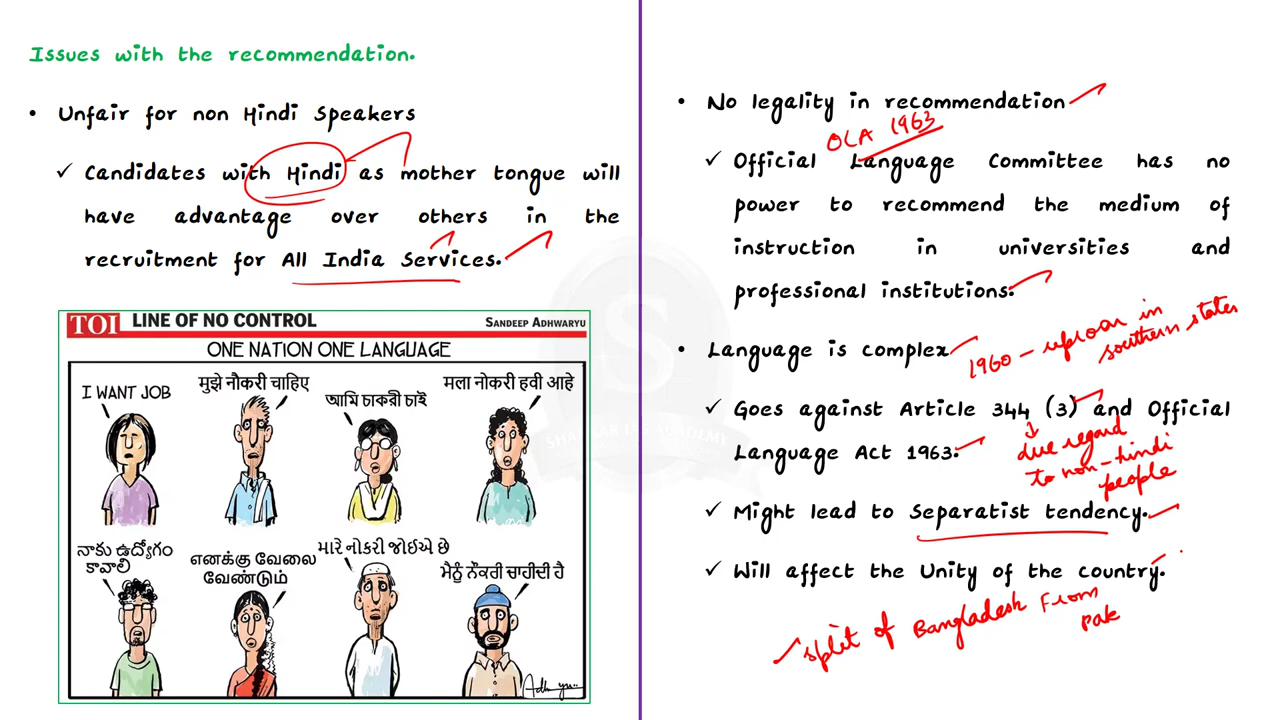 Issues with the recommendation.
• Unfair for non Hindi Speakers
✓ Candidates with Hindi as mother tongue will
have advantage over others in the
recruitment for All India Services.
TOI LINE OF NO CONTROL SANDEEP ADHWARYU
ONE NATION ONE LANGUAGE
I WANT JOB
मुझे नौकरी चाहिए
আমি চাকরী চাই
मला नोकरी हवी आहे
నాకు ఉద్యోగం
కావాలి
எனக்கு வேலை
வேண்டும்
મારે નોકરી જોઈએ છે
ਮੈਨੂੰ ਨੌਕਰੀ ਚਾਹੀਦੀ ਹੈ
• No legality in recommendation
OLA 1963
✓ Official Language Committee has no
power to recommend the medium of
instruction in universities and
professional institutions.
• Language is complex
1960 - uproar in
southern states
✓ Goes against Article 344 (3) and Official
Language Act 1963.
due regard
to non-hindi
people
✓ Might lead to Separatist tendency.
✓ Will affect the Unity of the country.
split of Bangladesh From
Pak
SHANKAR IAS ACADEMY